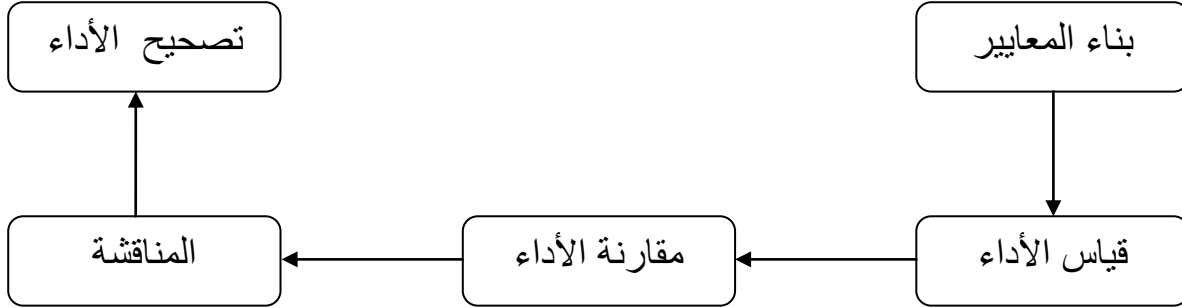 بناء المعايير
تصحيح الأداء
قياس الأداء
مقارنة الأداء
المناقشة